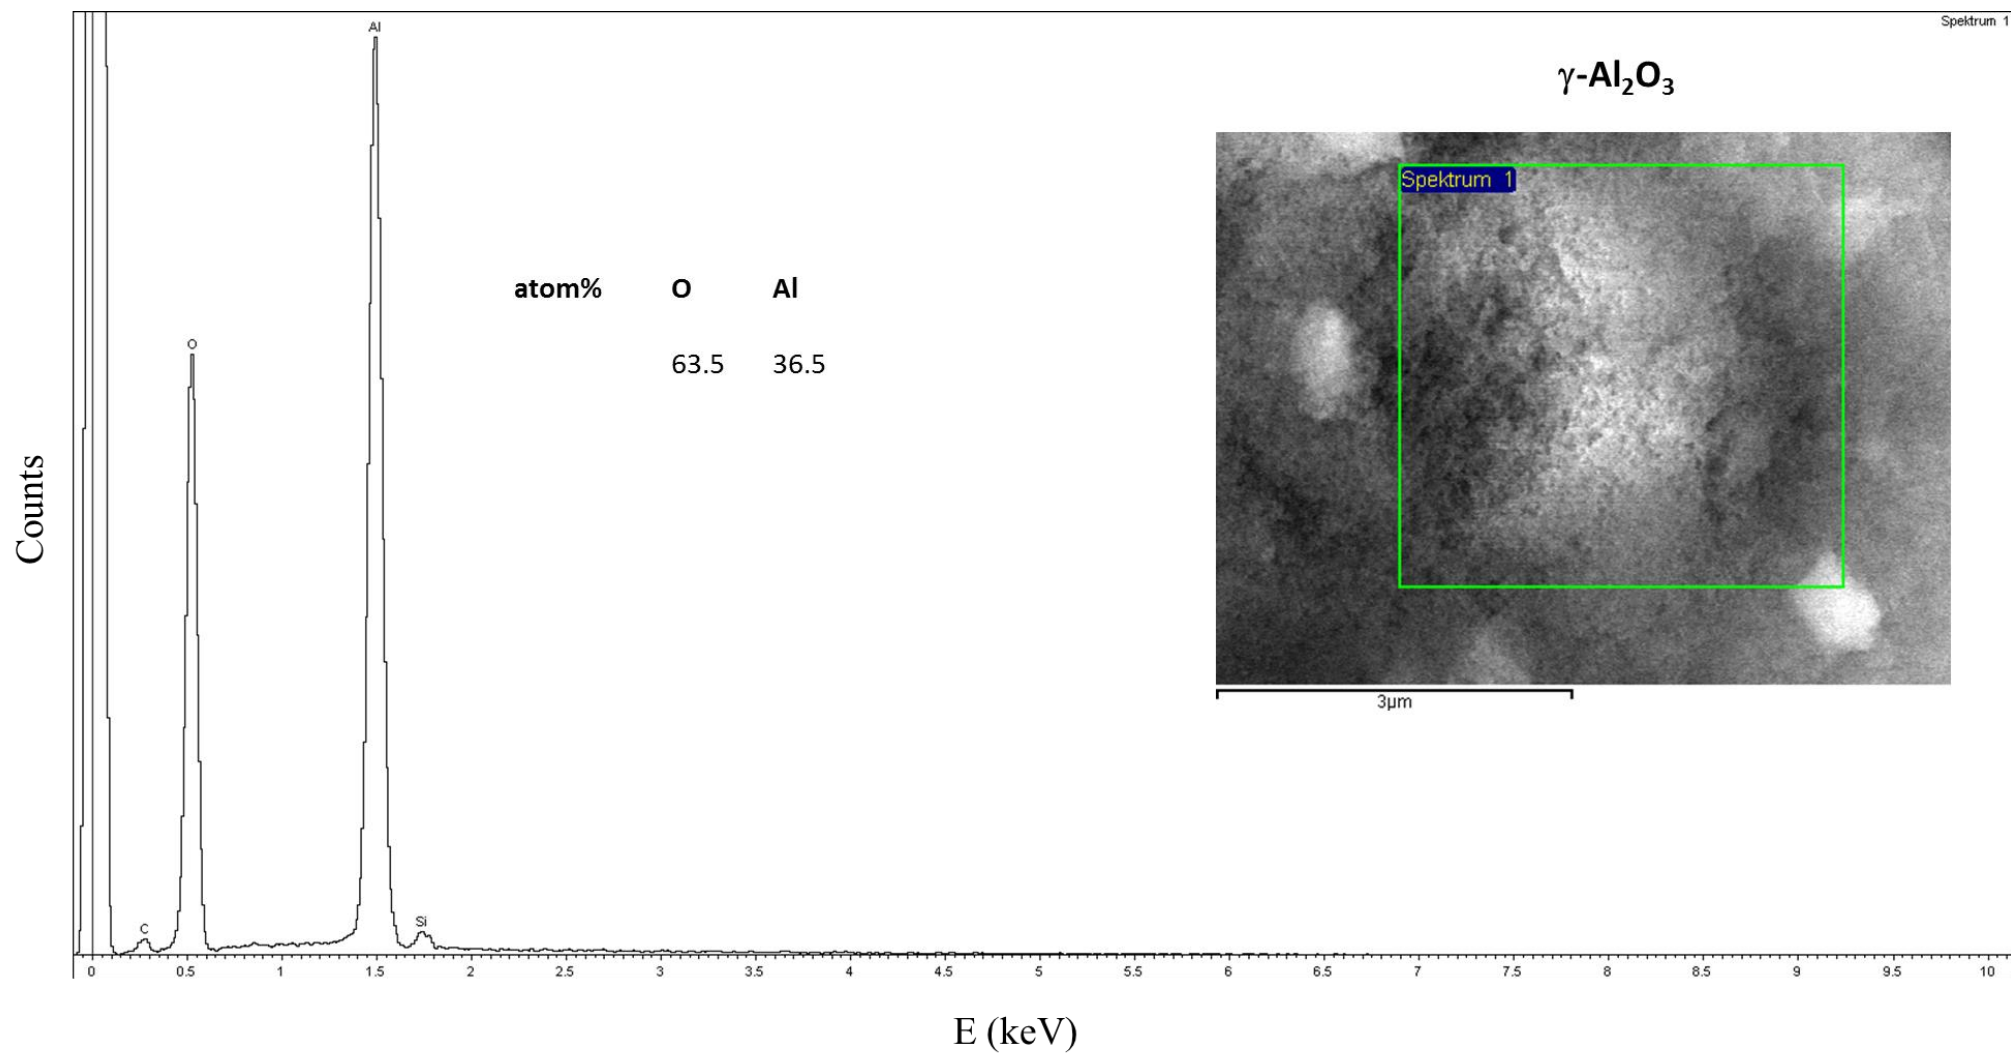 Spektrum 1
Al
γ-Al₂O₃
Spektrum 1
atom% O Al
O
63.5 36.5
Counts
3µm
C
Si
0 0.5 1 1.5 2 2.5 3 3.5 4 4.5 5 5.5 6 6.5 7 7.5 8 8.5 9 9.5 10
E (keV)